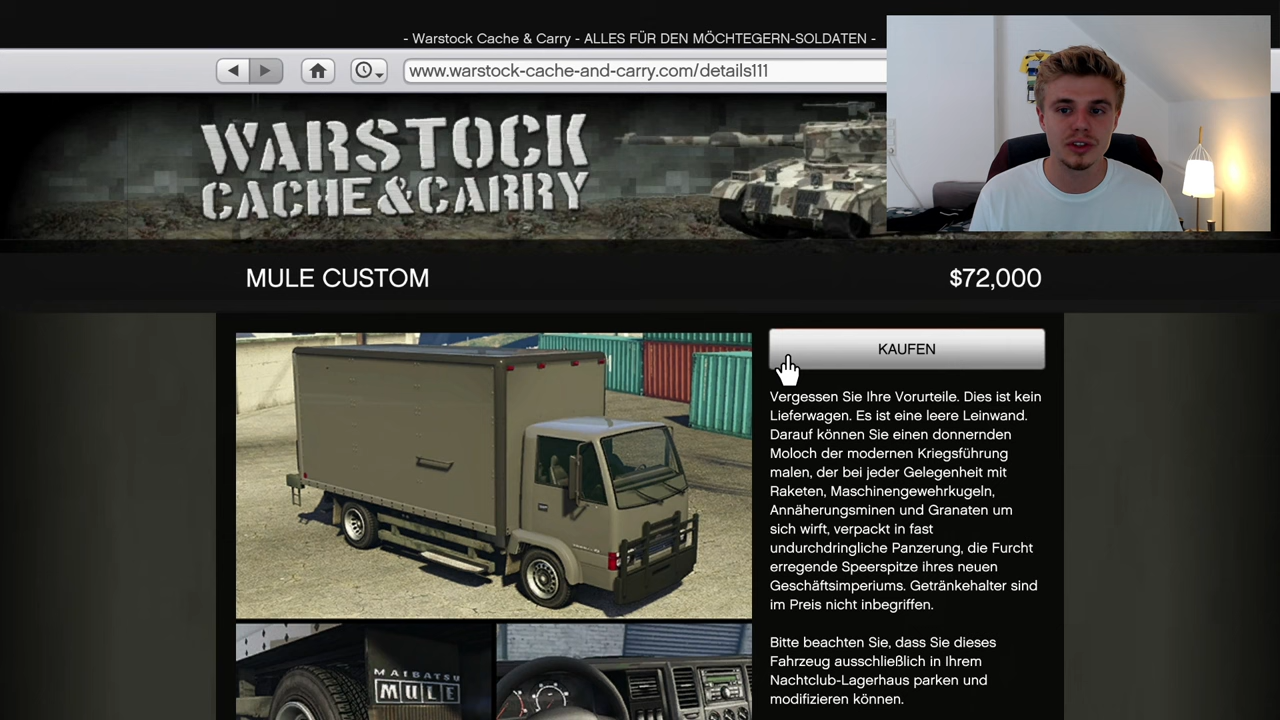 - Warstock Cache & Carry - ALLES FÜR DEN MÖCHTEGERN-SOLDATEN -
www.warstock-cache-and-carry.com/details111
WARSTOCK
CACHE&CARRY
MULE CUSTOM
$72,000
KAUFEN
Vergessen Sie Ihre Vorurteile. Dies ist kein
Lieferwagen. Es ist eine leere Leinwand.
Darauf können Sie einen donnernden
Moloch der modernen Kriegsführung
malen, der bei jeder Gelegenheit mit
Raketen, Maschinengewehrkugeln,
Annäherungsminen und Granaten um
sich wirft, verpackt in fast
undurchdringliche Panzerung, die Furcht
erregende Speerspitze ihres neuen
Geschäftsimperiums. Getränkehalter sind
im Preis nicht inbegriffen.
Bitte beachten Sie, dass Sie dieses
Fahrzeug ausschließlich in Ihrem
Nachtclub-Lagerhaus parken und
modifizieren können.
MAIBATSU
MULE